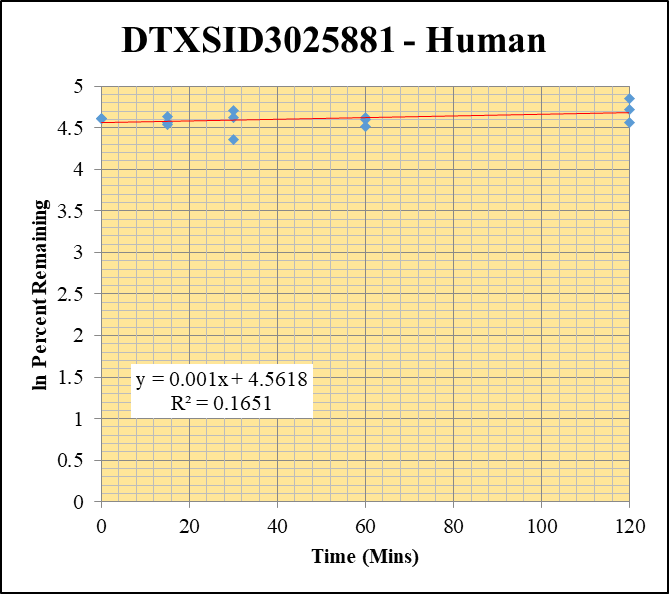 DTXSID3025881 - Human
ln Percent Remaining
5
4.5
4
3.5
3
2.5
2
1.5
1
0.5
0
y = 0.001x + 4.5618
R² = 0.1651
0 20 40 60 80 100 120
Time (Mins)